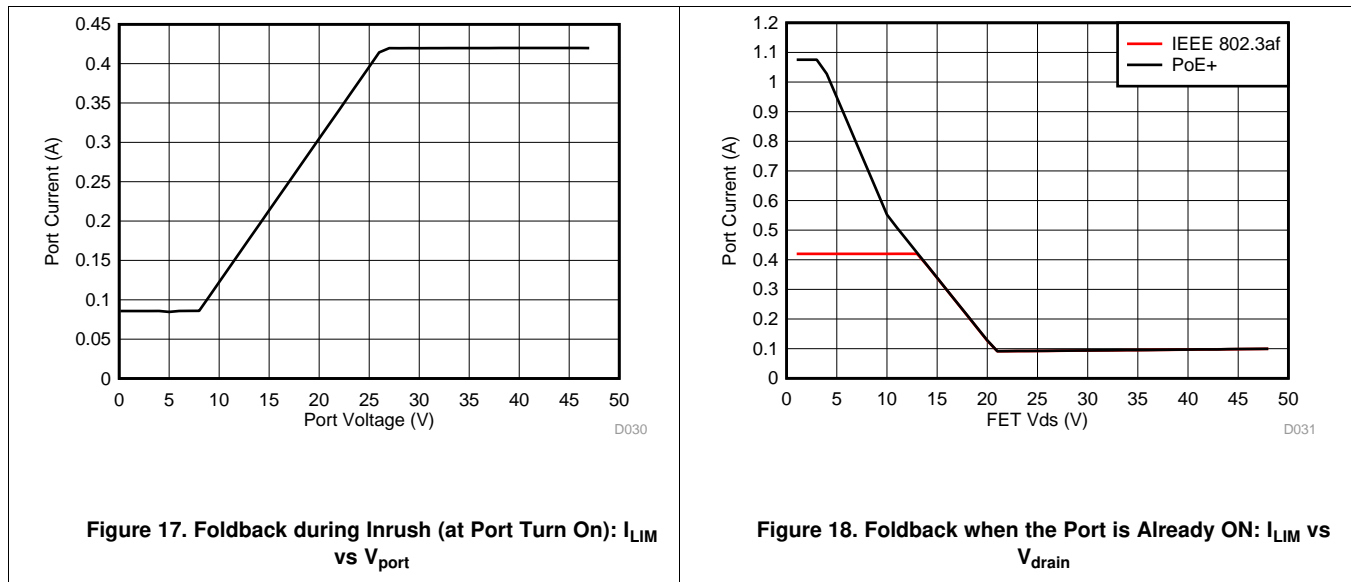 0.45
0.4
0.35
0.3
0.25
0.2
0.15
0.1
0.05
0
Port Current (A)
0 5 10 15 20 25 30 35 40 45 50
Port Voltage (V)
D030
Figure 17. Foldback during Inrush (at Port Turn On): I_LIM
vs V_port
1.2
1.1
1
0.9
0.8
0.7
0.6
0.5
0.4
0.3
0.2
0.1
0
Port Current (A)
IEEE 802.3af
PoE+
0 5 10 15 20 25 30 35 40 45 50
FET Vds (V)
D031
Figure 18. Foldback when the Port is Already ON: I_LIM vs
V_drain